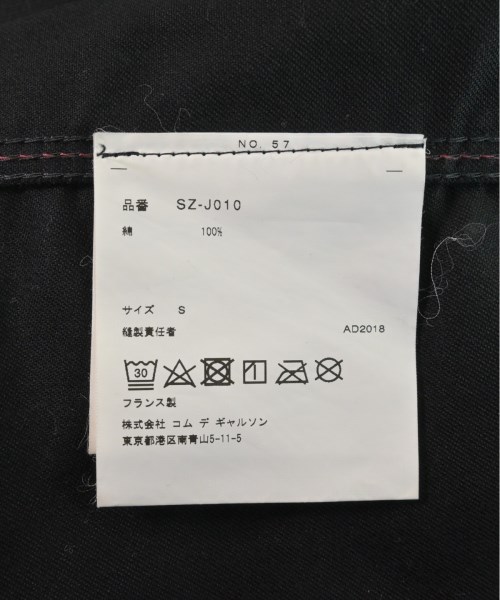 NO. 57
品番 SZ-J010
綿 100%
サイズ S
縫製責任者 AD2018
30
フランス製
株式会社 コム デ ギャルソン
東京都港区南青山5-11-5